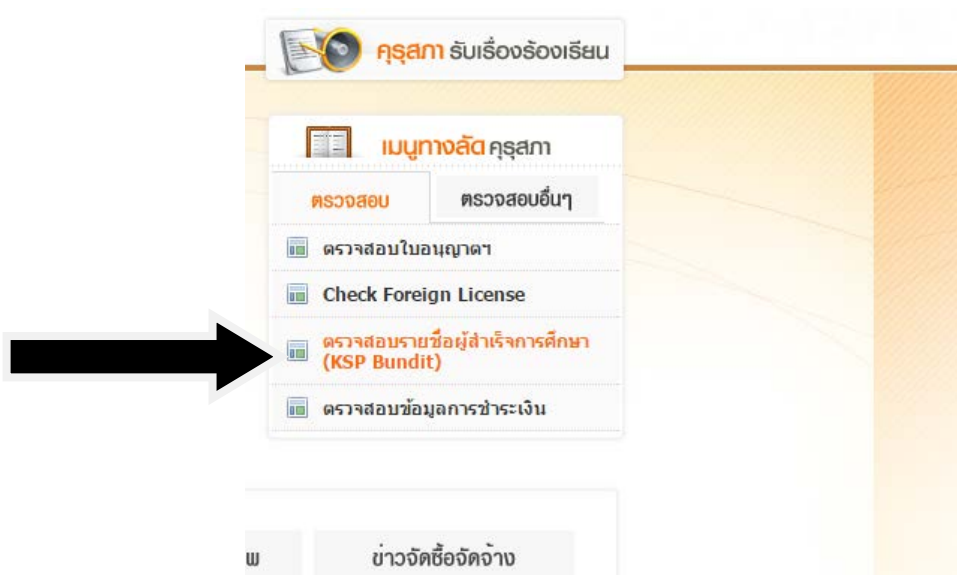 คุรุสภา รับเรื่องร้องเรียน
เมนูทางลัด คุรุสภา
ตรวจสอบ ตรวจสอบอื่นๆ
ตรวจสอบใบอนุญาตฯ
Check Foreign License
ตรวจสอบรายชื่อผู้สำเร็จการศึกษา
(KSP Bundit)
ตรวจสอบข้อมูลการชำระเงิน
พ ข่าวจัดซื้อจัดจ้าง